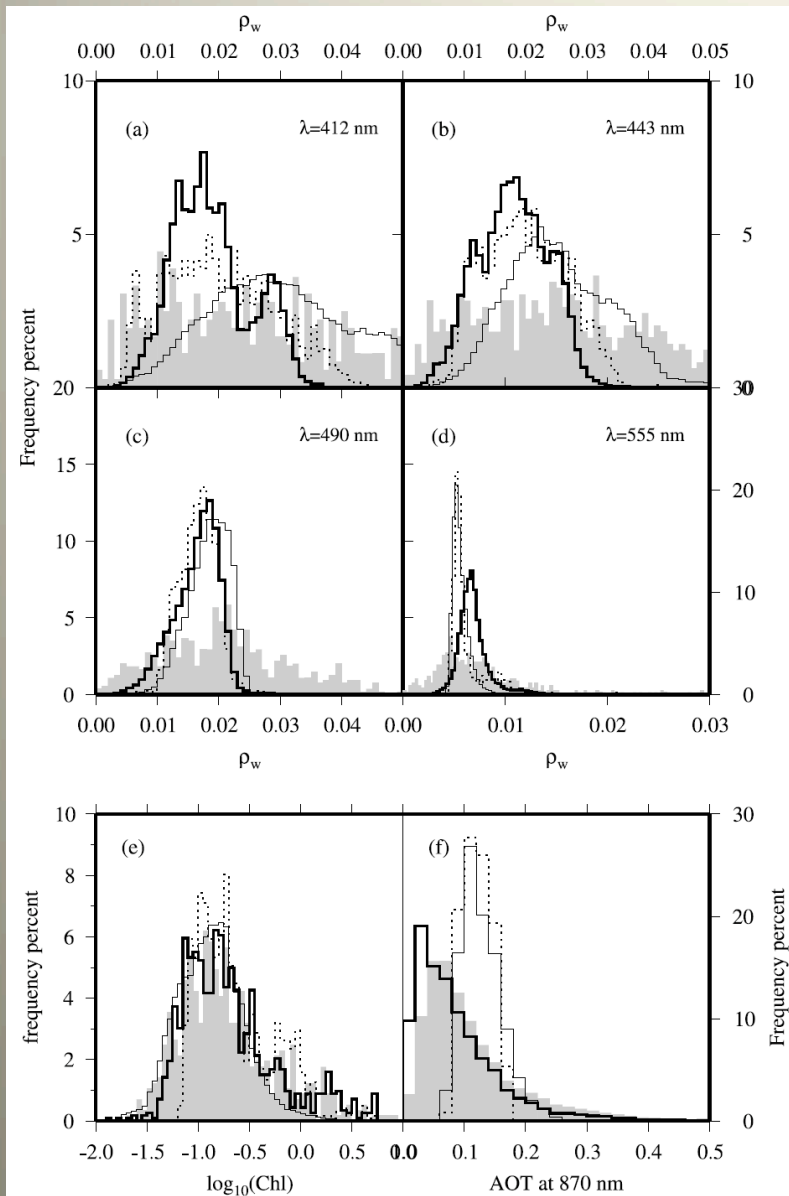 ρw ρw
0.00 0.01 0.02 0.03 0.04 0.00 0.01 0.02 0.03 0.04 0.05
10 10
(a) λ=412 nm (b) λ=443 nm
5 5
Frequency percent
20 30 0
(c) λ=490 nm (d) λ=555 nm
15 20
10
10
5
0 0
0.00 0.01 0.02 0.03 0.04 0.00 0.01 0.02 0.03
ρw ρw
10 30
(e) (f)
8
20
6
frequency percent Frequency percent
4
10
2
0 0
-2.0 -1.5 -1.0 -0.5 0.0 0.5 0.1 0.2 0.3 0.4 0.5
log10(Chl) AOT at 870 nm